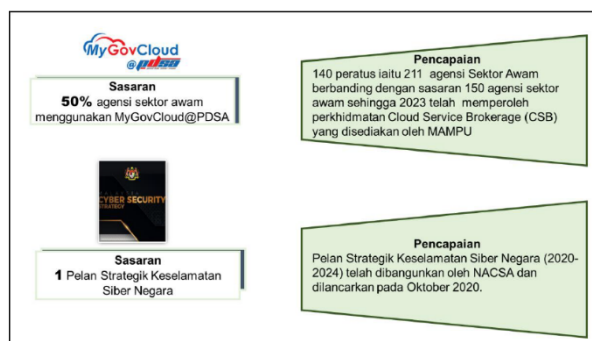 MyGovCloud
@pdsa
Sasaran
50% agensi sektor awam
menggunakan MyGovCloud@PDSA
Pencapaian
140 peratus iaitu 211 agensi Sektor Awam
berbanding dengan sasaran 150 agensi sektor
awam sehingga 2023 telah memperoleh
perkhidmatan Cloud Service Brokerage (CSB)
yang disediakan oleh MAMPU
CYBER SECURITY
STRATEGY
Sasaran
1 Pelan Strategik Keselamatan
Siber Negara
Pencapaian
Pelan Strategik Keselamatan Siber Negara (2020-
2024) telah dibangunkan oleh NACSA dan
dilancarkan pada Oktober 2020.